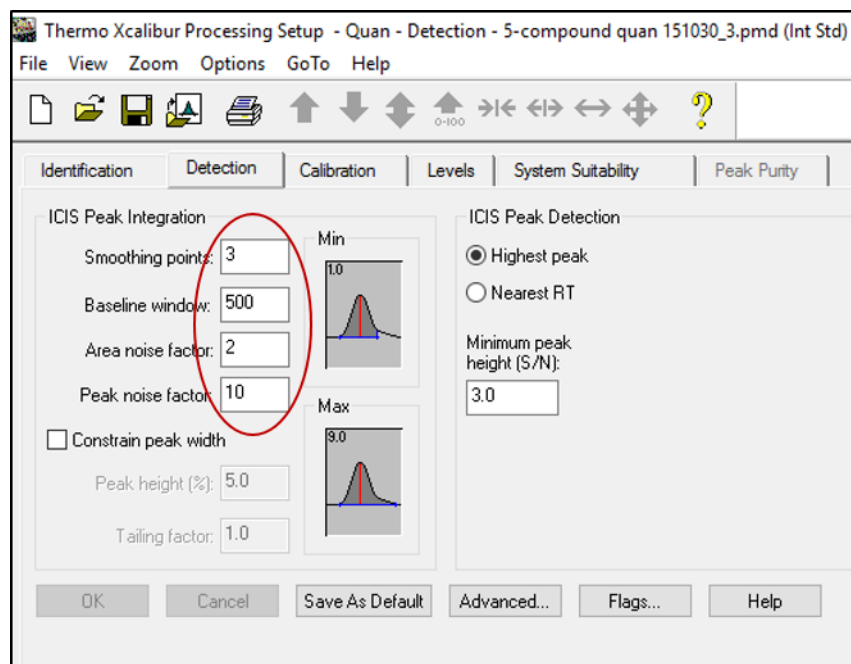 Thermo Xcalibur Processing Setup - Quan - Detection - 5-compound quan 151030_3.pmd (Int Std)
File View Zoom Options GoTo Help
0-100
Identification Detection Calibration Levels System Suitability Peak Purity
ICIS Peak Integration
Smoothing points: 3
Baseline window: 500
Area noise factor: 2
Peak noise factor: 10
Constrain peak width
Peak height (%): 5.0
Tailing factor: 1.0
Min
1.0
Max
9.0
ICIS Peak Detection
Highest peak
Nearest RT
Minimum peak
height (S/N):
3.0
OK Cancel Save As Default Advanced... Flags... Help